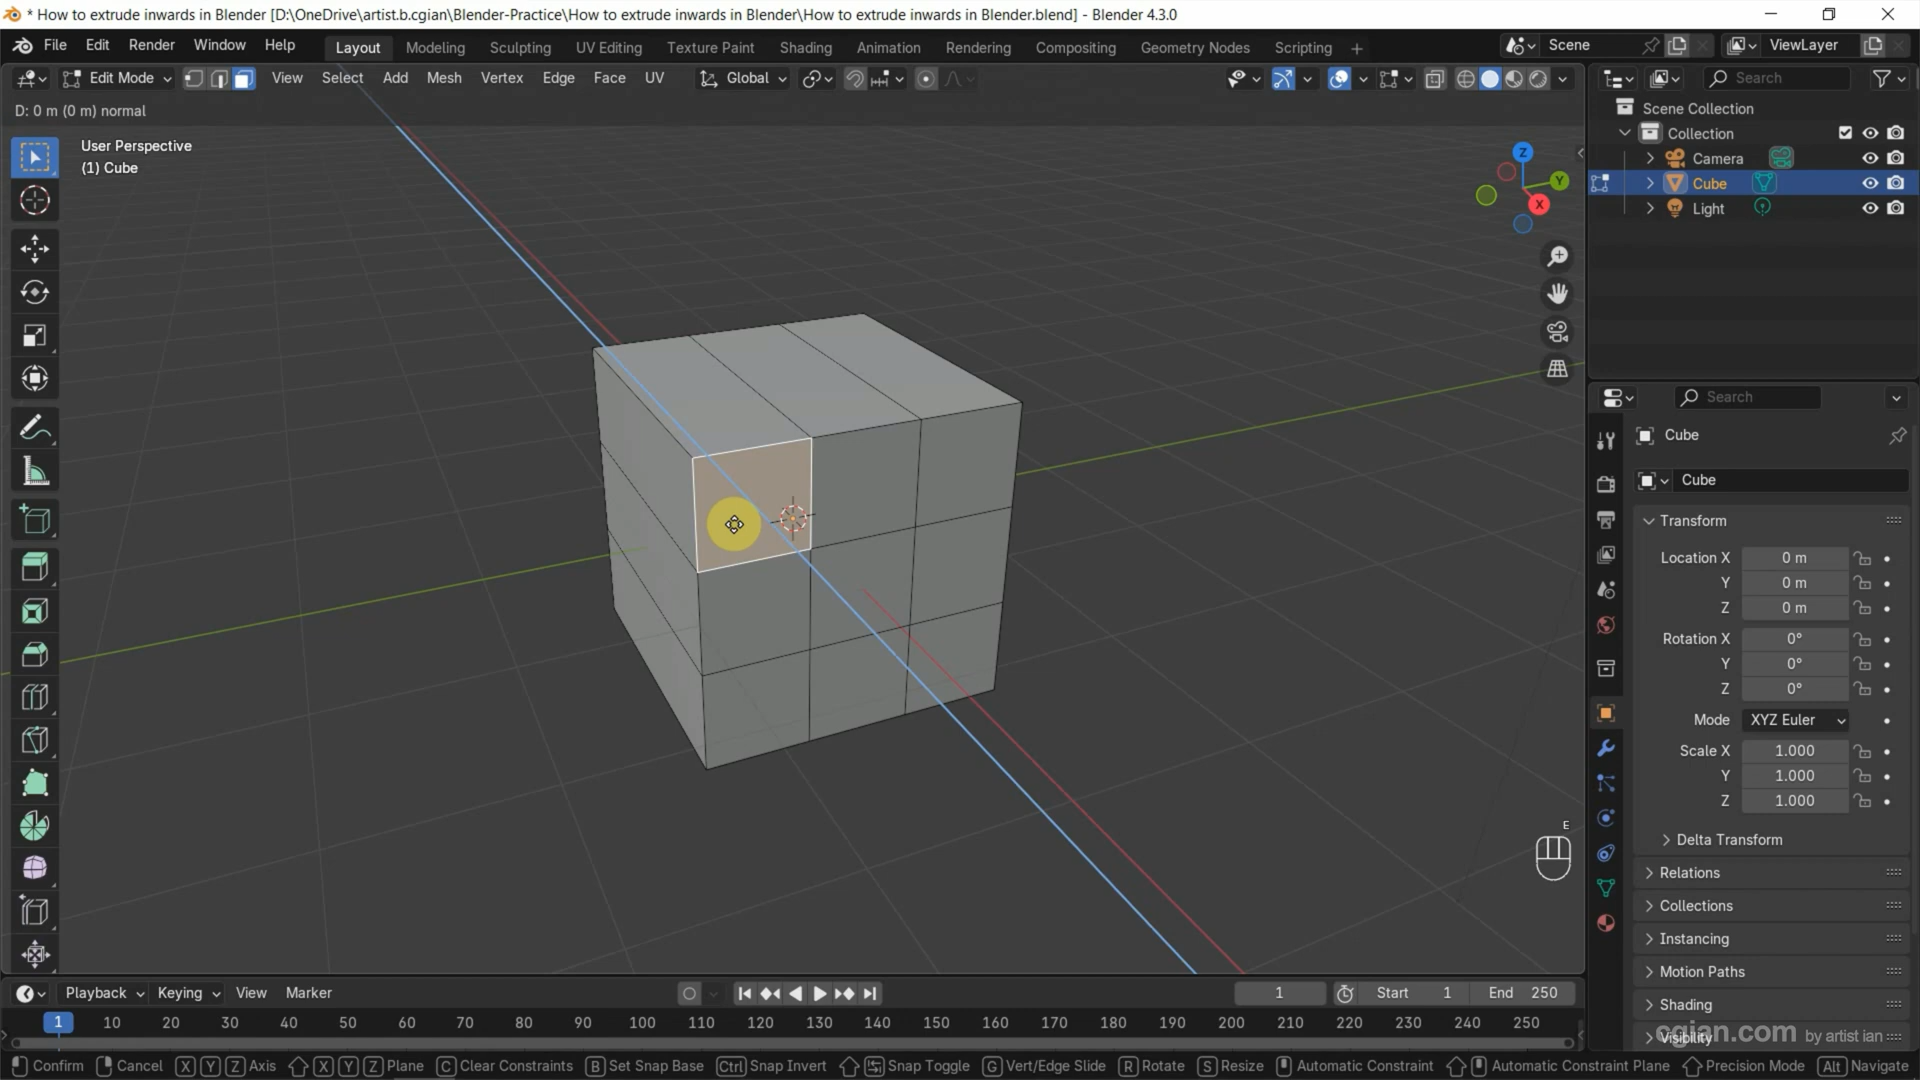 * How to extrude inwards in Blender [D:\OneDrive\artist.b.cgian\Blender-Practice\How to extrude inwards in Blender\How to extrude inwards in Blender.blend] - Blender 4.3.0
File Edit Render Window Help Layout Modeling Sculpting UV Editing Texture Paint Shading Animation Rendering Compositing Geometry Nodes Scripting + Scene ViewLayer
Edit Mode View Select Add Mesh Vertex Edge Face UV Global Search
D: 0 m (0 m) normal
User Perspective
(1) Cube
Z
Y
X
Scene Collection
Collection
Camera
Cube
Light
Search
Cube
Cube
Transform
Location X 0 m
Y 0 m
Z 0 m
Rotation X 0°
Y 0°
Z 0°
Mode XYZ Euler
Scale X 1.000
Y 1.000
Z 1.000
Delta Transform
Relations
Collections
Instancing
Motion Paths
Shading
Visibility
E
cgian.com by artist ian
Playback Keying View Marker 1 Start 1 End 250
1 10 20 30 40 50 60 70 80 90 100 110 120 130 140 150 160 170 180 190 200 210 220 230 240 250
Confirm Cancel X Y Z Axis X Y Z Plane C Clear Constraints B Set Snap Base Ctrl Snap Invert Snap Toggle G Vert/Edge Slide R Rotate S Resize Automatic Constraint Automatic Constraint Plane Precision Mode Alt Navigate